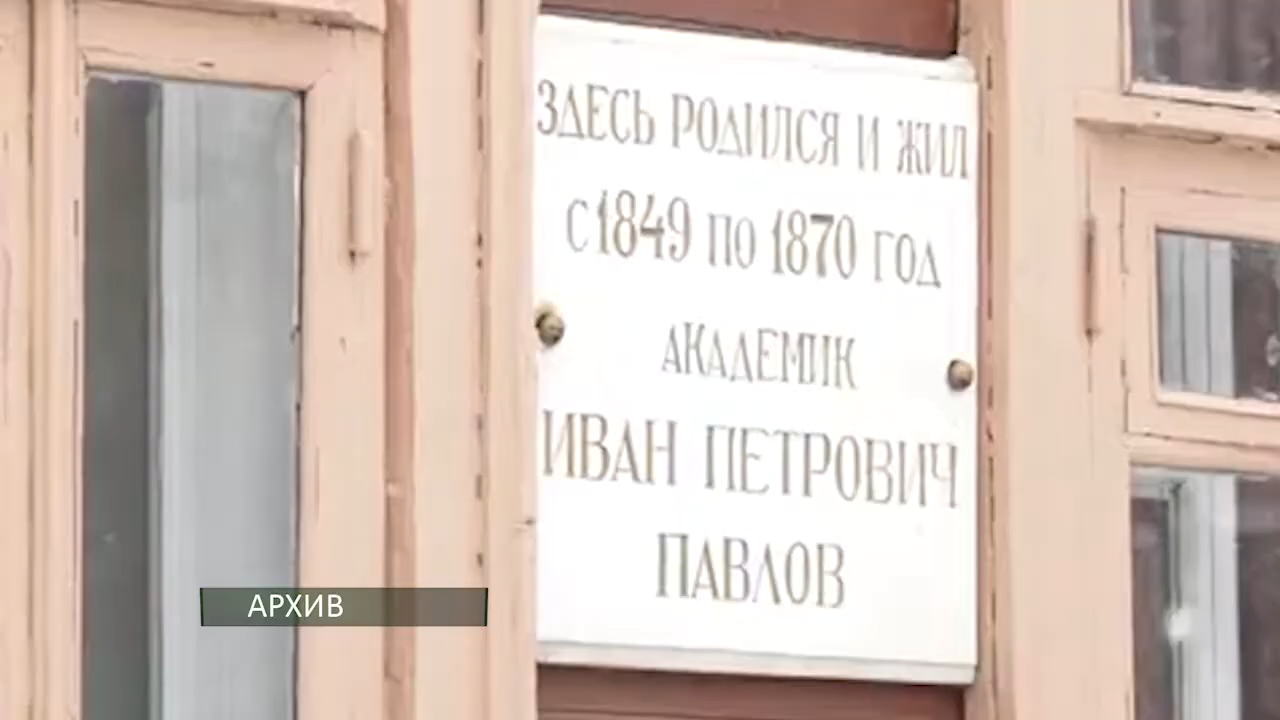 ЗДЕСЬ РОДИЛСЯ И ЖИЛ
С 1849 ПО 1870 ГОД
АКАДЕМИК
ИВАН ПЕТРОВИЧ
ПАВЛОВ
АРХИВ